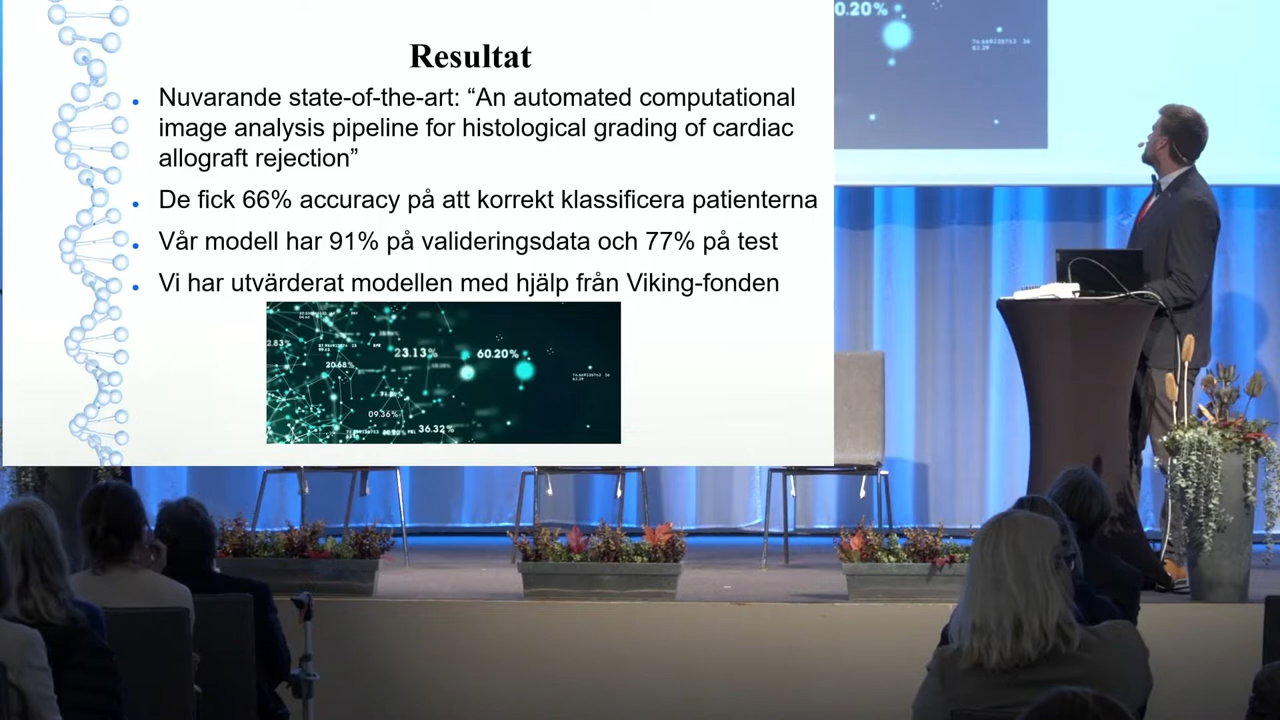 Resultat
Nuvarande state-of-the-art: “An automated computational
image analysis pipeline for histological grading of cardiac
allograft rejection”
De fick 66% accuracy på att korrekt klassificera patienterna
Vår modell har 91% på valideringsdata och 77% på test
Vi har utvärderat modellen med hjälp från Viking-fonden
2.83%
23.13%
60.20%
20.68%
09.36%
36.32%
0.20%